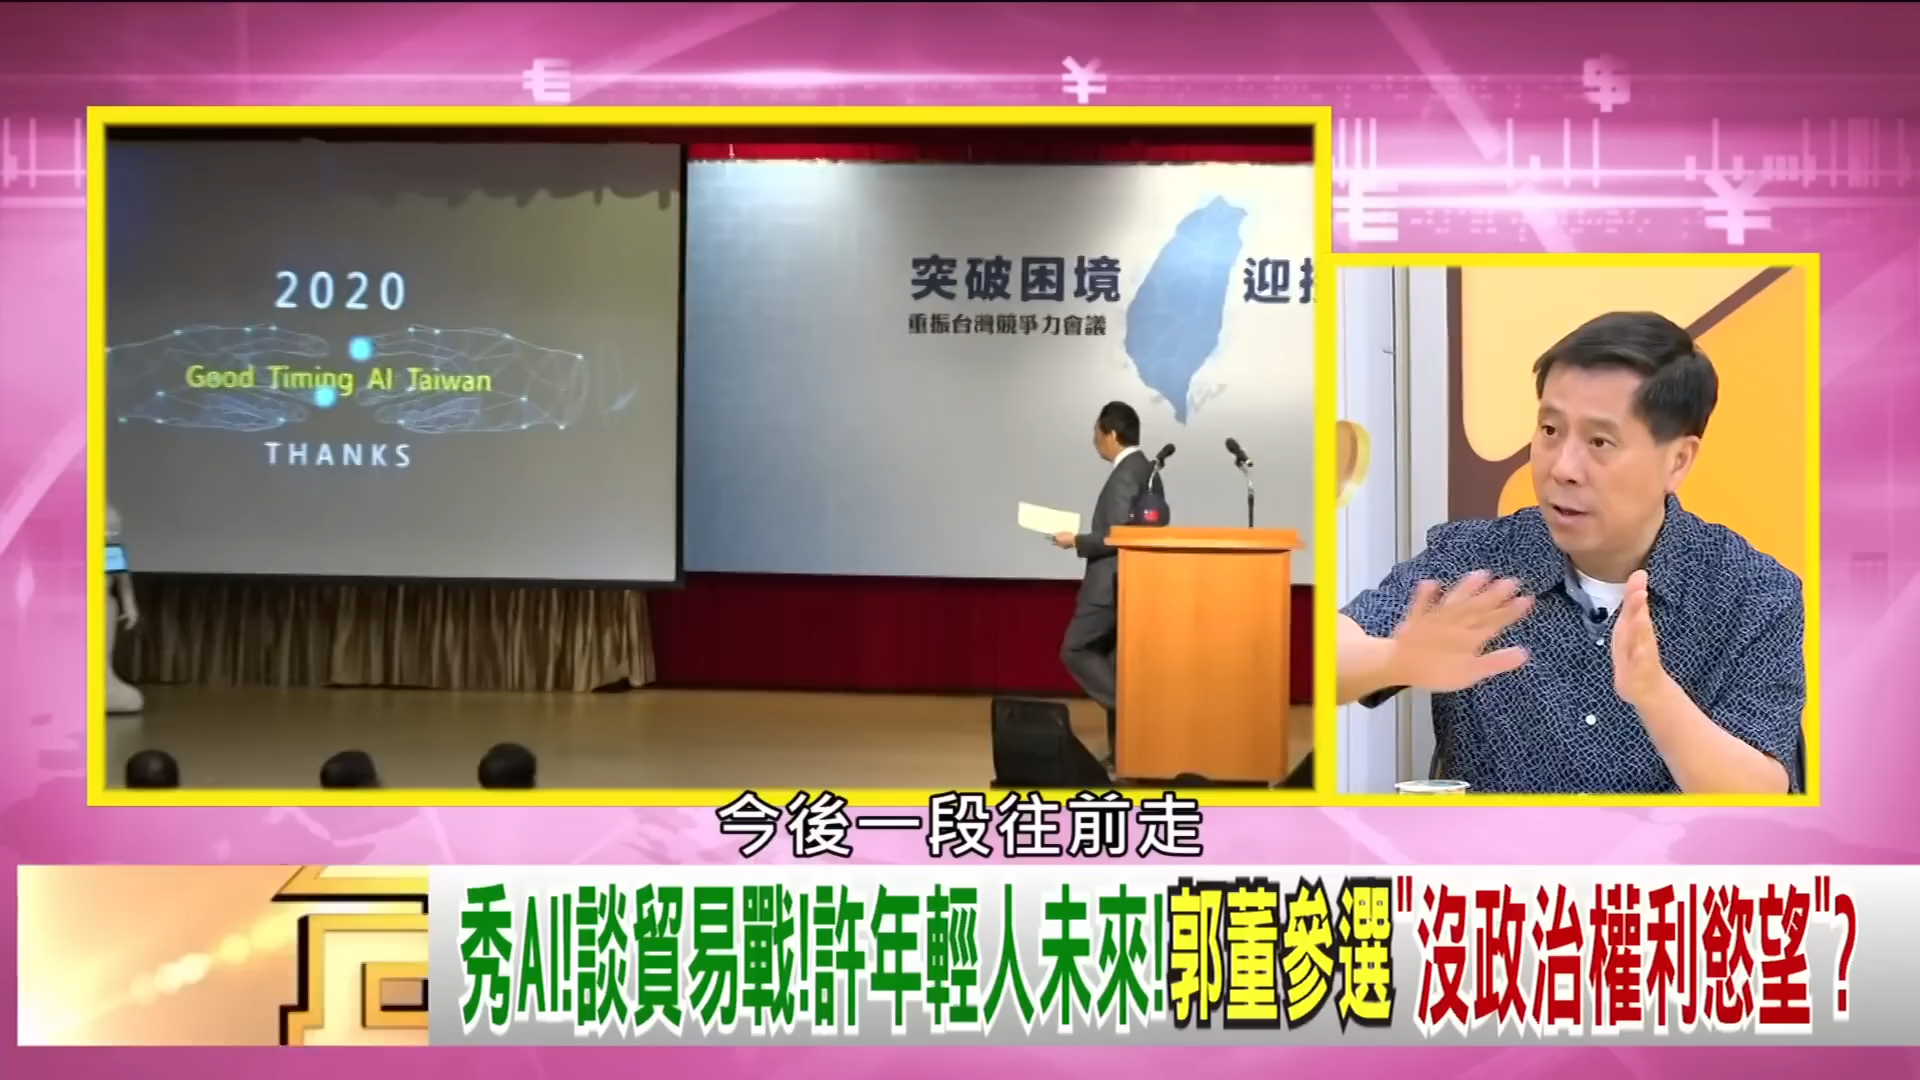 2020
Good Timing AI Taiwan
THANKS
突破困境 迎
重振台灣競爭力會議
今後一段往前走
秀AI!談貿易戰!許年輕人未來!郭董參選"沒政治權利慾望"?